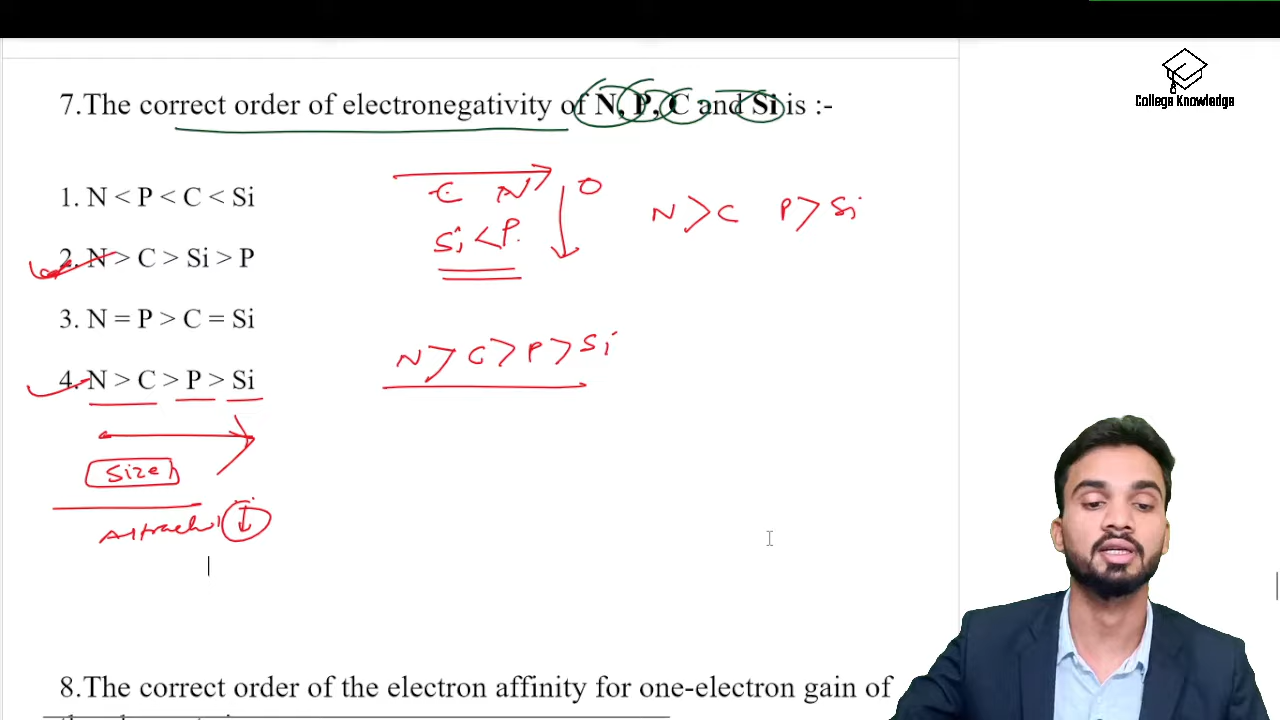 College Knowledge
7.The correct order of electronegativity of N, P, C and Si is :-
1. N < P < C < Si
2. N > C > Si > P
3. N = P > C = Si
4. N > C > P > Si
C N O
Si < P.
N > C P > Si
N > C > P > Si
Size
8.The correct order of the electron affinity for one-electron gain of